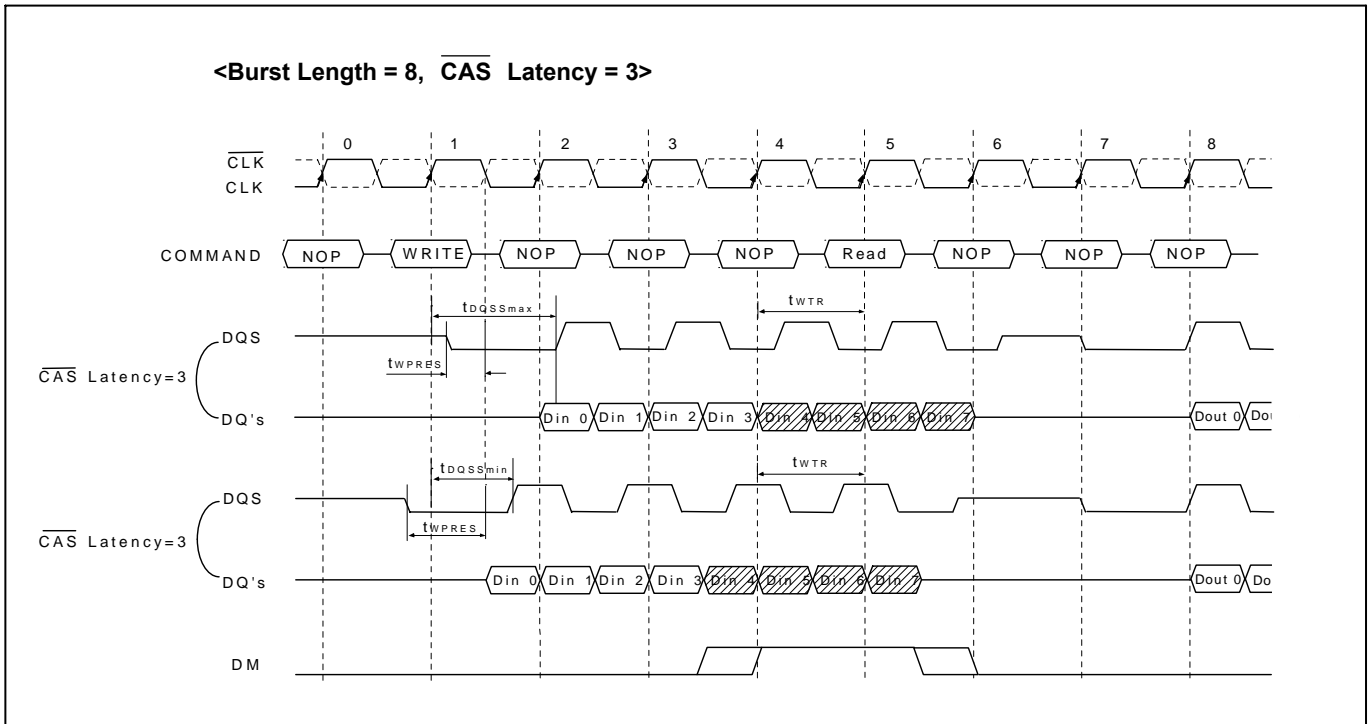 <Burst Length = 8, CAS Latency = 3>
0 1 2 3 4 5 6 7 8
CLK
CLK
COMMAND NOP WRITE NOP NOP NOP Read NOP NOP NOP
tDQSSmax tWTR
DQS
tWPRES
CAS Latency=3
DQ's Din 0 Din 1 Din 2 Din 3 Din 4 Din 5 Din 6 Din 7 Dout 0 Dou
tDQSSmin tWTR
DQS
tWPRES
CAS Latency=3
DQ's Din 0 Din 1 Din 2 Din 3 Din 4 Din 5 Din 6 Din 7 Dout 0 Do
DM